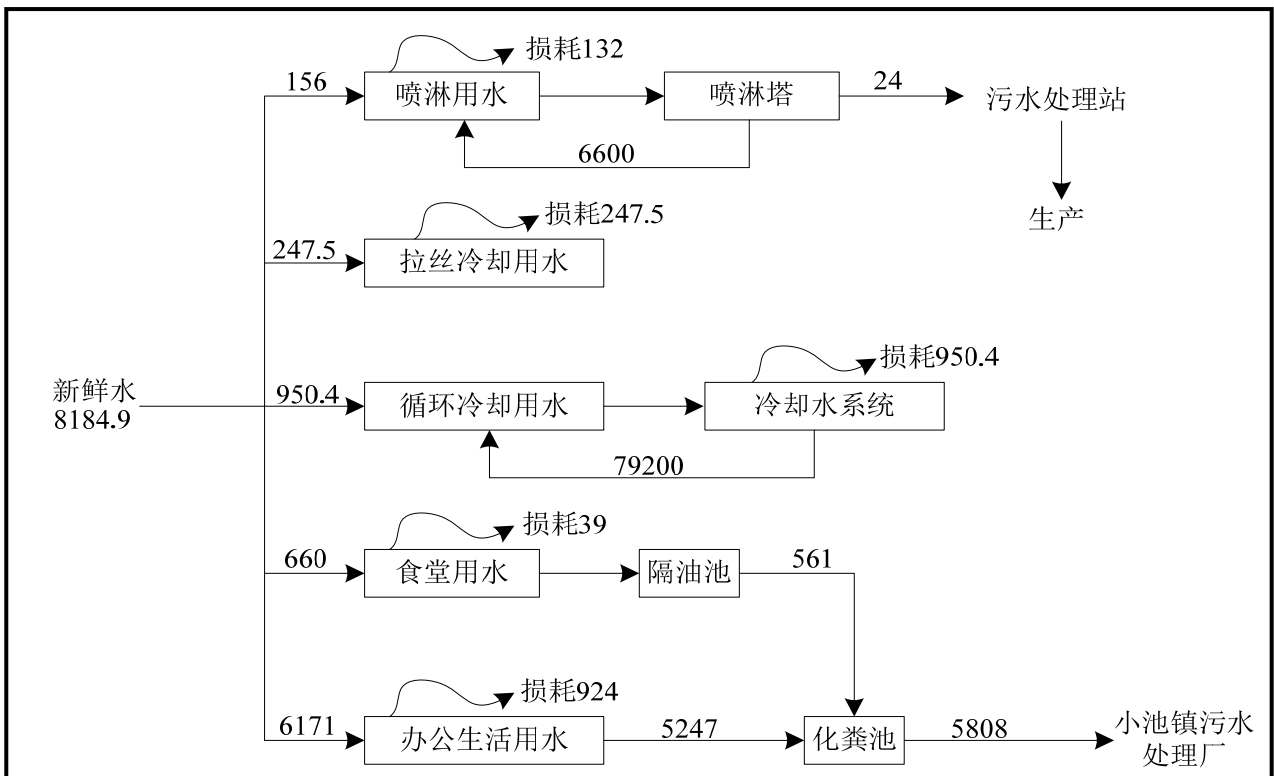 损耗132
156
喷淋用水
喷淋塔
24
污水处理站
6600
生产
损耗247.5
247.5
拉丝冷却用水
损耗950.4
新鲜水
8184.9
950.4
循环冷却用水
冷却水系统
79200
损耗39
660
食堂用水
隔油池
561
损耗924
6171
办公生活用水
5247
化粪池
5808
小池镇污水
处理厂